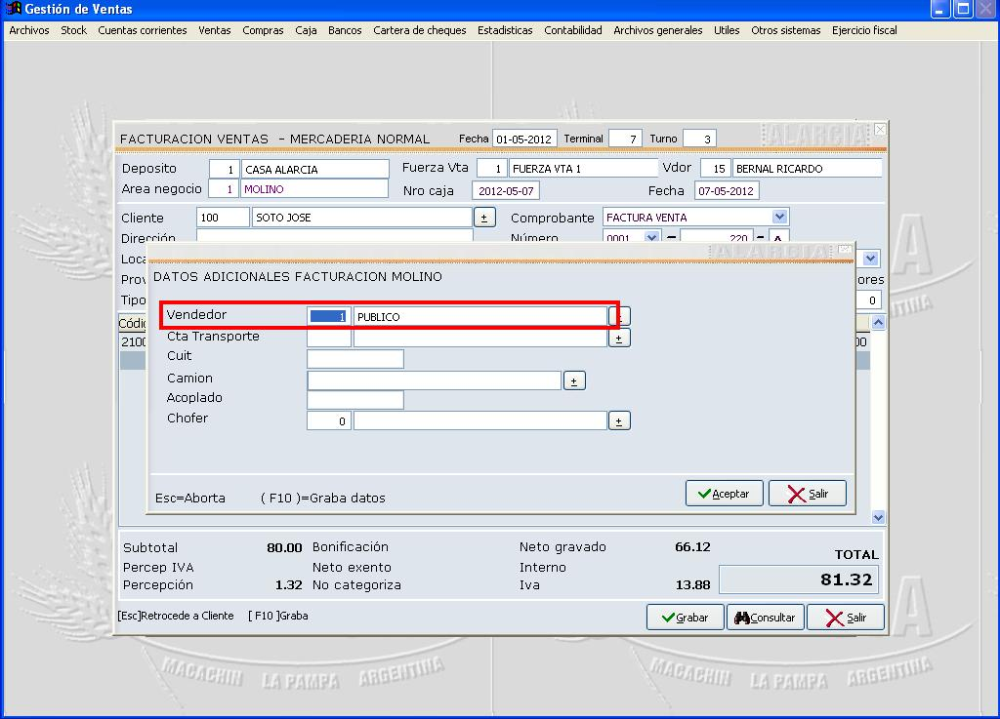 Gestión de Ventas
Archivos Stock Cuentas corrientes Ventas Compras Caja Bancos Cartera de cheques Estadisticas Contabilidad Archivos generales Utiles Otros sistemas Ejercicio fiscal
FACTURACION VENTAS - MERCADERIA NORMAL Fecha 01-05-2012 Terminal 7 Turno 3 ALARCIA
Deposito 1 CASA ALARCIA Fuerza Vta 1 FUERZA VTA 1 Vdor 15 BERNAL RICARDO
Area negocio 1 MOLINO Nro caja 2012-05-07 Fecha 07-05-2012
Cliente 100 SOTO JOSE ± Comprobante FACTURA VENTA
Dirección Número 0001 - 220 - A
Loca ALARCIA
DATOS ADICIONALES FACTURACION MOLINO
Prov ores
Tipo 0
Vendedor 1 PUBLICO
Códi
Cta Transporte ±
2100 00
Cuit
Camion ±
Acoplado
Chofer 0 ±
Esc=Aborta ( F10 )=Graba datos Aceptar Salir
Subtotal 80.00 Bonificación Neto gravado 66.12
Percep IVA Neto exento Interno TOTAL
Percepción 1.32 No categoriza Iva 13.88 81.32
[Esc]Retrocede a Cliente [ F10 ]Graba Grabar Consultar Salir
MACACHIN LA PAMPA ARGENTINA MACACHIN LA PAMPA ARGENTINA